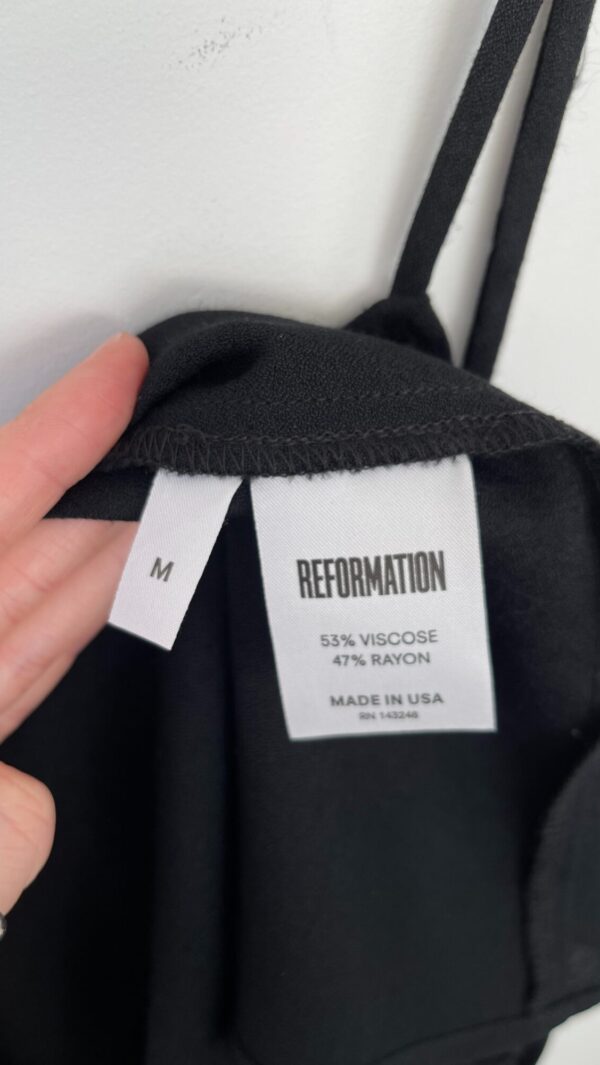 M
REFORMATION
53% VISCOSE
47% RAYON
MADE IN USA
RN 143246